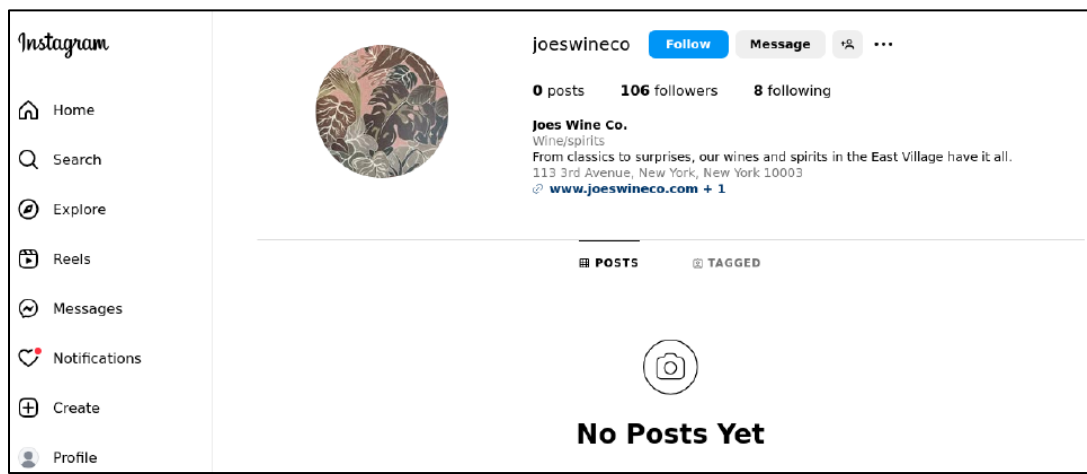 Instagram
Home
Search
Explore
Reels
Messages
Notifications
Create
Profile
joeswineco Follow Message
0 posts 106 followers 8 following
Joes Wine Co.
Wine/spirits
From classics to surprises, our wines and spirits in the East Village have it all.
113 3rd Avenue, New York, New York 10003
www.joeswineco.com + 1
POSTS TAGGED
No Posts Yet